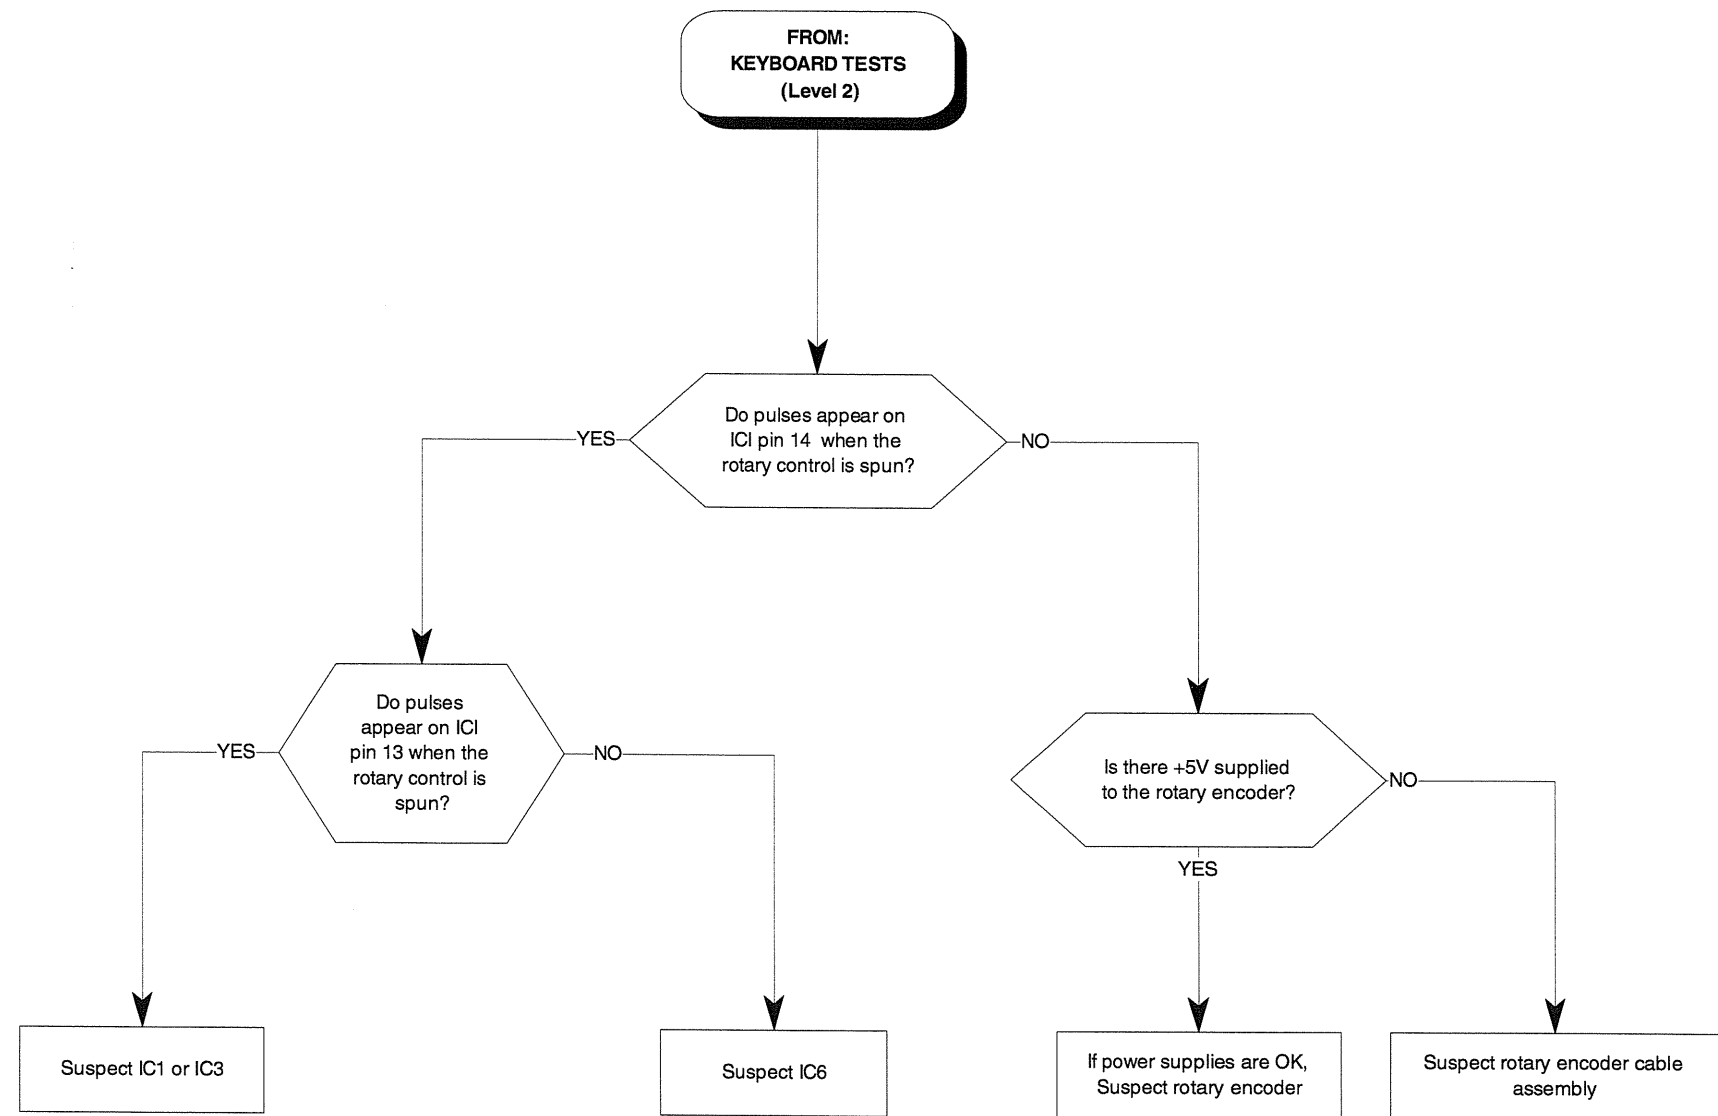 FROM:
KEYBOARD TESTS
(Level 2)
Do pulses appear on
ICI pin 14 when the
rotary control is spun?
YES
NO
Do pulses
appear on ICI
pin 13 when the
rotary control is
spun?
YES
NO
Is there +5V supplied
to the rotary encoder?
NO
YES
Suspect IC1 or IC3
Suspect IC6
If power supplies are OK,
Suspect rotary encoder
Suspect rotary encoder cable
assembly